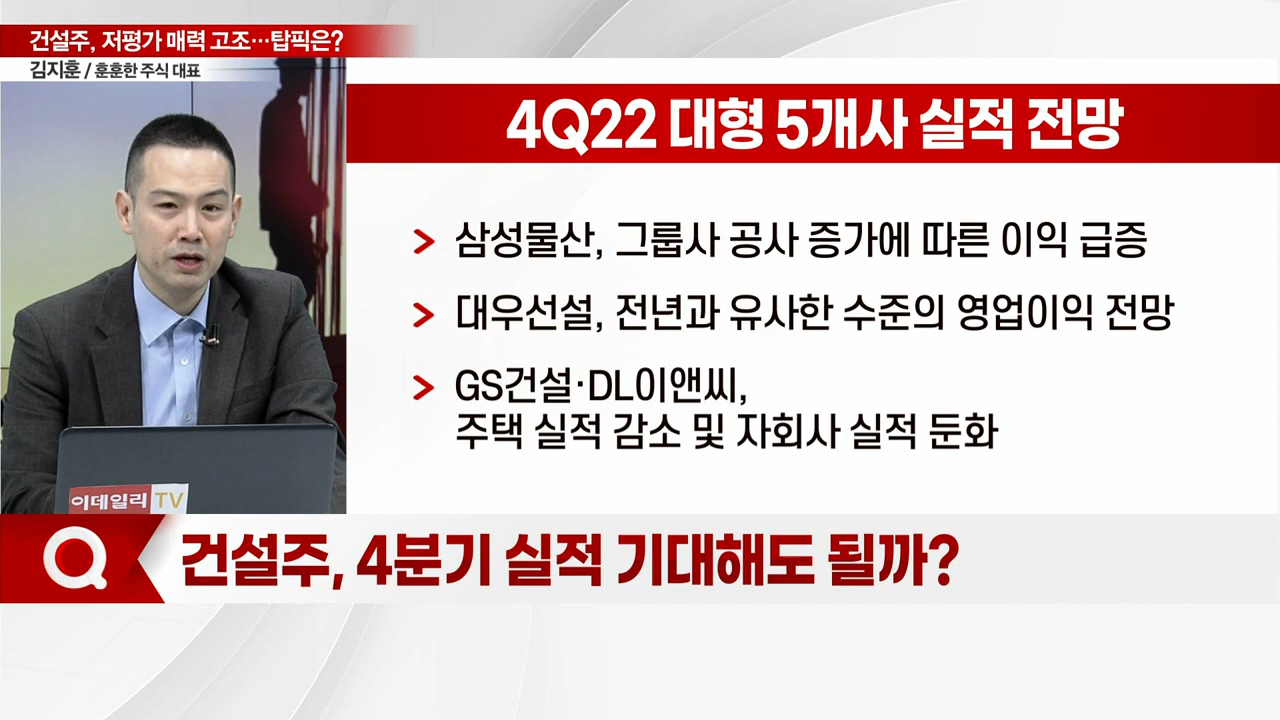 건설주, 저평가 매력 고조…탑픽은?
김지훈 / 훈훈한 주식 대표
4Q22 대형 5개사 실적 전망
> 삼성물산, 그룹사 공사 증가에 따른 이익 급증
> 대우선설, 전년과 유사한 수준의 영업이익 전망
> GS건설·DL이앤씨,
주택 실적 감소 및 자회사 실적 둔화
이데일리 TV
Q 건설주, 4분기 실적 기대해도 될까?